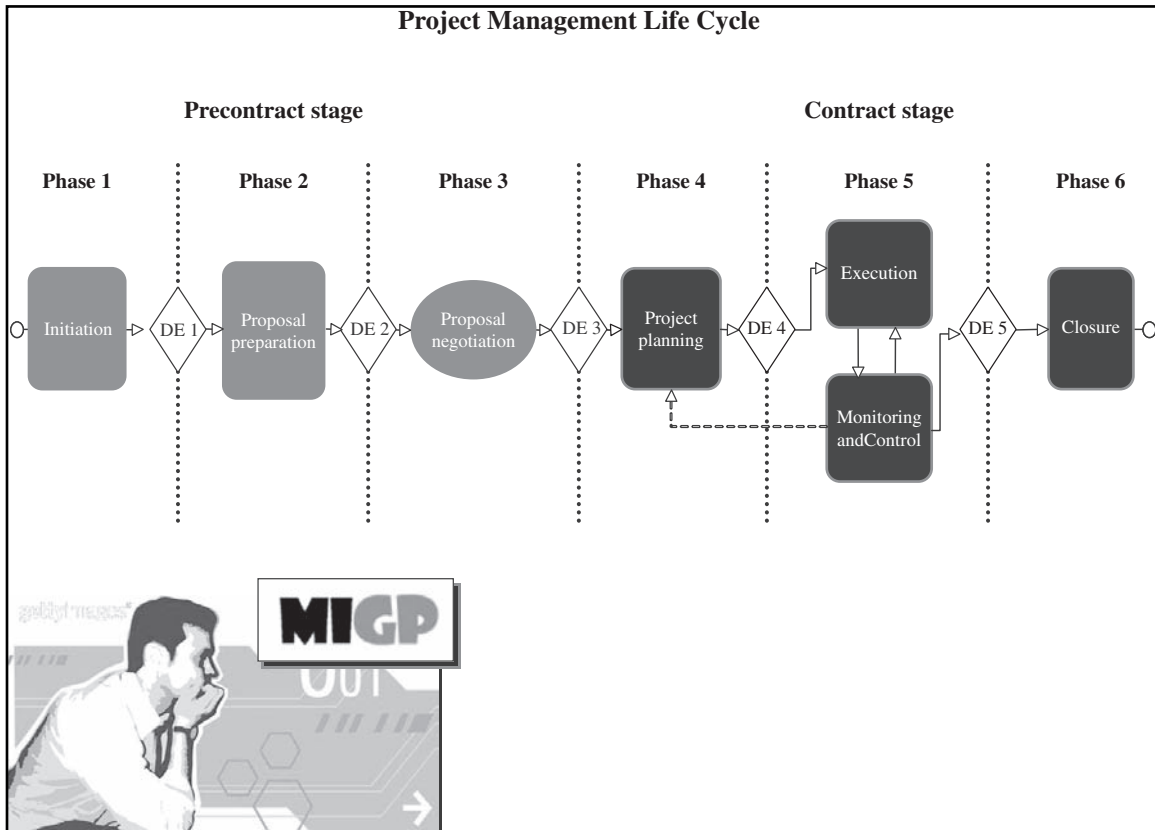 Project Management Life Cycle
Precontract stage
Contract stage
Phase 1
Phase 2
Phase 3
Phase 4
Phase 5
Phase 6
Initiation
DE 1
Proposal
preparation
DE 2
Proposal
negotiation
DE 3
Project
planning
DE 4
Execution
Monitoring
andControl
DE 5
Closure
MIGP